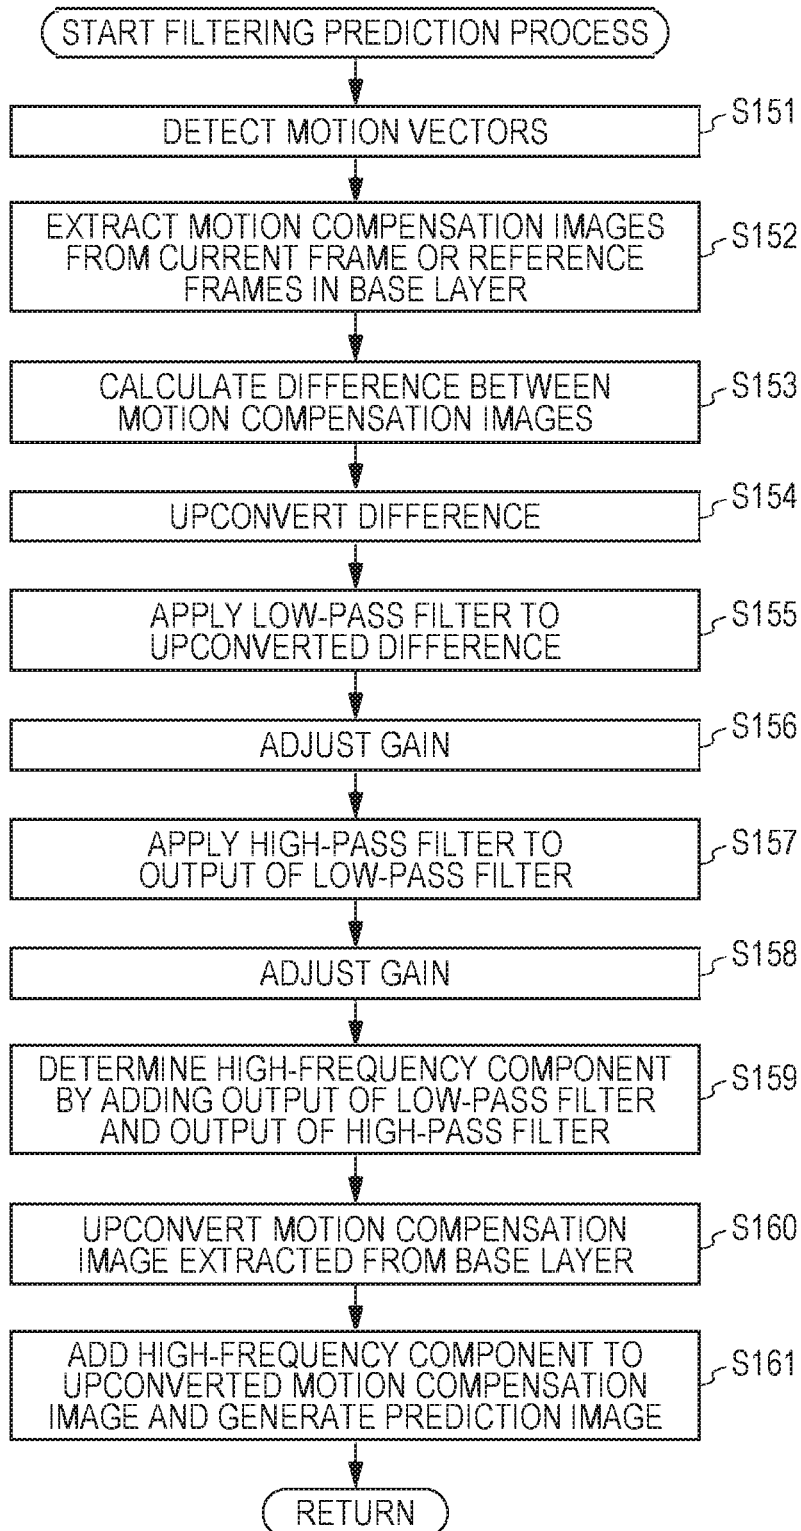 START FILTERING PREDICTION PROCESS
S151
DETECT MOTION VECTORS
S152
EXTRACT MOTION COMPENSATION IMAGES
FROM CURRENT FRAME OR REFERENCE
FRAMES IN BASE LAYER
S153
CALCULATE DIFFERENCE BETWEEN
MOTION COMPENSATION IMAGES
S154
UPCONVERT DIFFERENCE
S155
APPLY LOW-PASS FILTER TO
UPCONVERTED DIFFERENCE
S156
ADJUST GAIN
S157
APPLY HIGH-PASS FILTER TO
OUTPUT OF LOW-PASS FILTER
S158
ADJUST GAIN
S159
DETERMINE HIGH-FREQUENCY COMPONENT
BY ADDING OUTPUT OF LOW-PASS FILTER
AND OUTPUT OF HIGH-PASS FILTER
S160
UPCONVERT MOTION COMPENSATION
IMAGE EXTRACTED FROM BASE LAYER
S161
ADD HIGH-FREQUENCY COMPONENT TO
UPCONVERTED MOTION COMPENSATION
IMAGE AND GENERATE PREDICTION IMAGE
RETURN